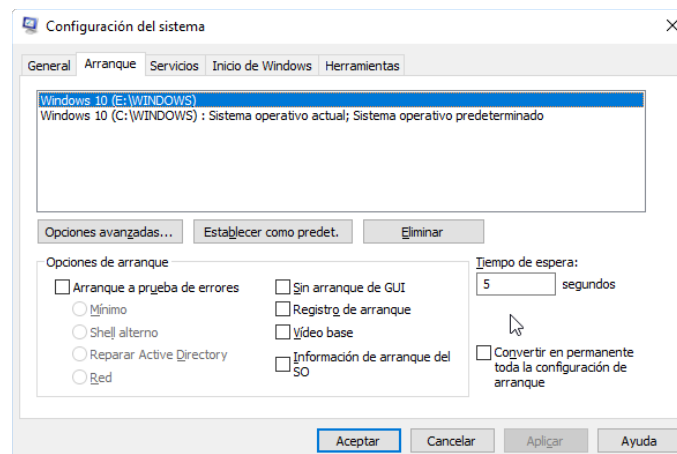 Configuración del sistema
General Arranque Servicios Inicio de Windows Herramientas
Windows 10 (E:\WINDOWS)
Windows 10 (C:\WINDOWS) : Sistema operativo actual; Sistema operativo predeterminado
Opciones avanzadas... Establecer como predet. Eliminar
Opciones de arranque
Arranque a prueba de errores
Mínimo
Shell alterno
Reparar Active Directory
Red
Sin arranque de GUI
Registro de arranque
Vídeo base
Información de arranque del
SO
Tiempo de espera:
5 segundos
Convertir en permanente
toda la configuración de
arranque
Aceptar Cancelar Aplicar Ayuda